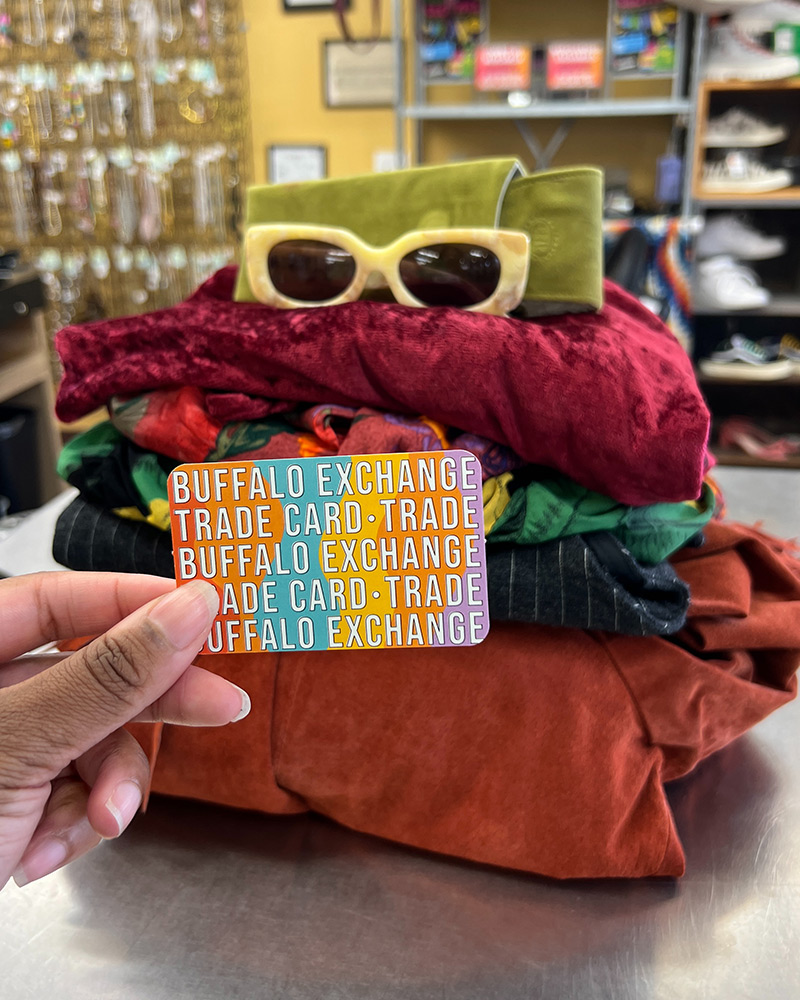 BUFFALO EXCHANGE
TRADE CARD · TRADE
BUFFALO EXCHANGE
ADE CARD · TRADE
UFFALO EXCHANGE